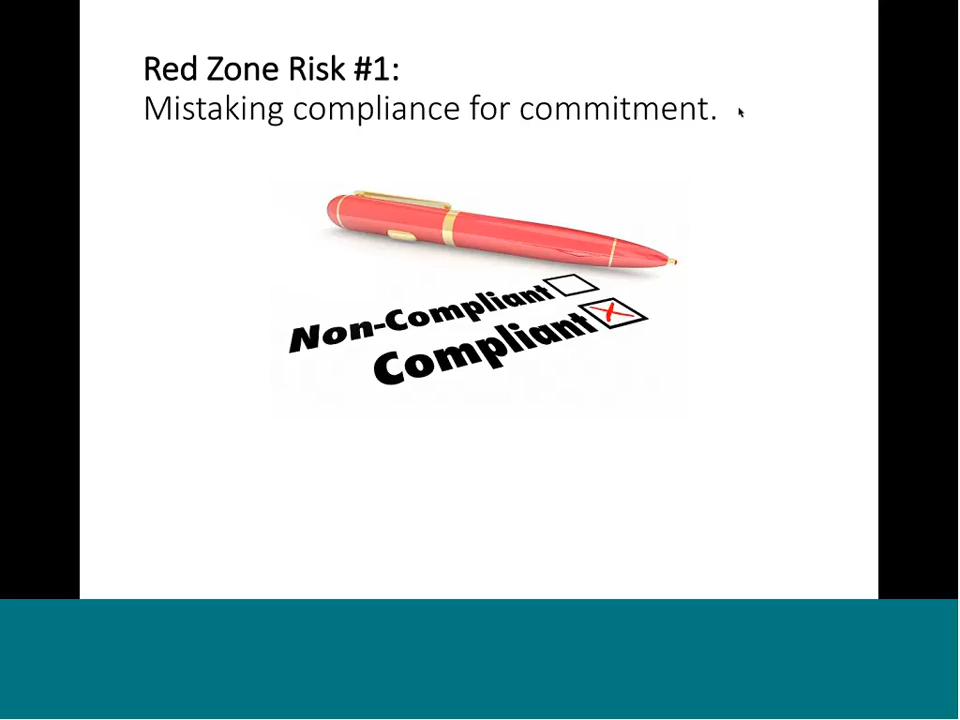 Red Zone Risk #1:
Mistaking compliance for commitment.
Non-Compliant
Compliant